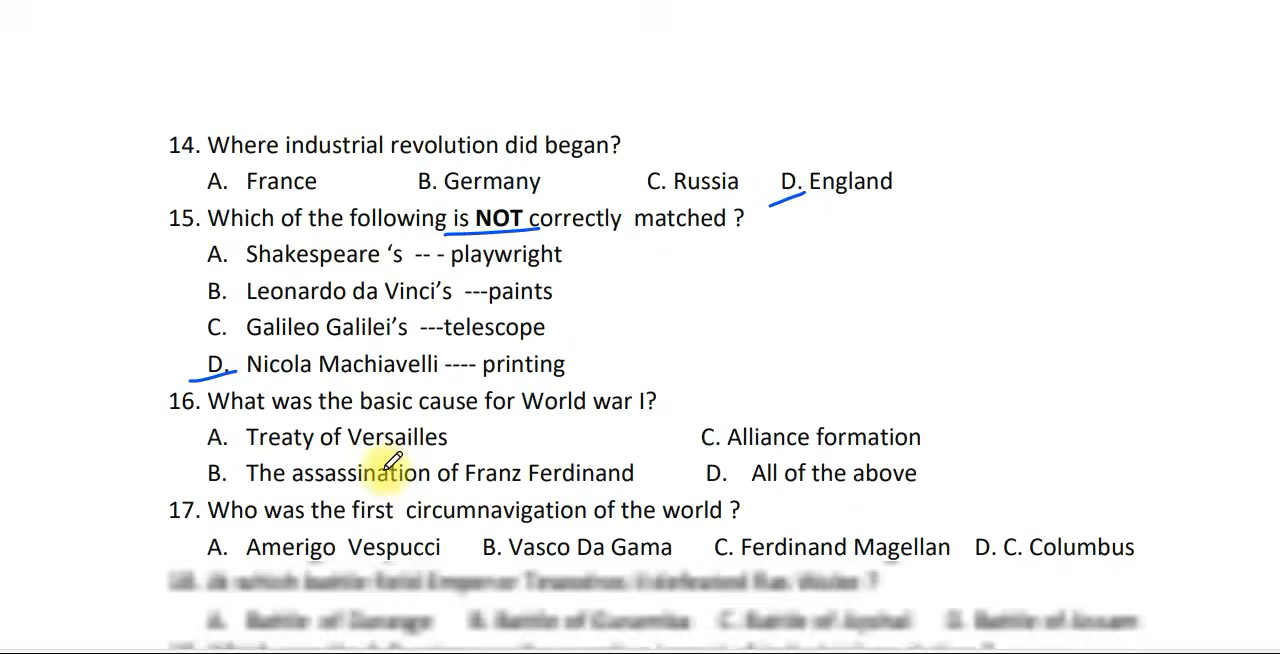 14. Where industrial revolution did began?
A. France B. Germany C. Russia D. England
15. Which of the following is NOT correctly matched ?
A. Shakespeare ‘s -- - playwright
B. Leonardo da Vinci’s ---paints
C. Galileo Galilei’s ---telescope
D. Nicola Machiavelli ---- printing
16. What was the basic cause for World war I?
A. Treaty of Versailles C. Alliance formation
B. The assassination of Franz Ferdinand D. All of the above
17. Who was the first circumnavigation of the world ?
A. Amerigo Vespucci B. Vasco Da Gama C. Ferdinand Magellan D. C. Columbus